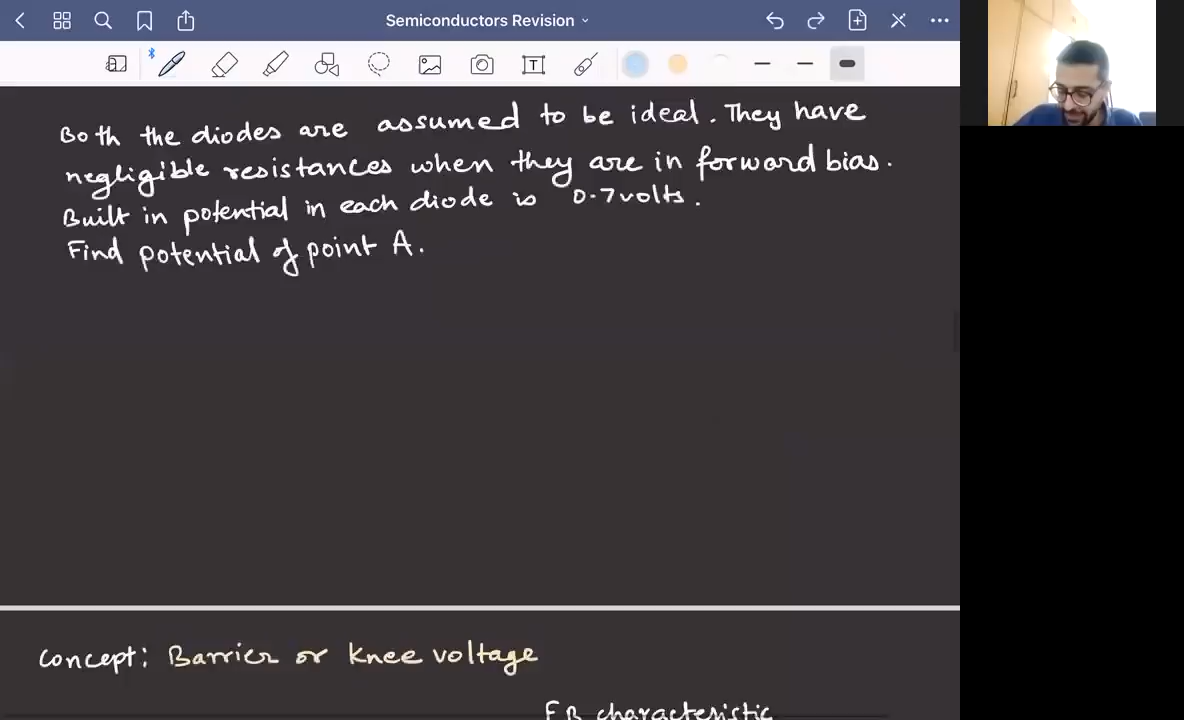 Semiconductors Revision
Both the diodes are assumed to be ideal. They have
negligible resistances when they are in forward bias.
Built in potential in each diode is 0.7volts.
Find potential of point A.
Concept: Barrier or knee voltage
FB characteristic